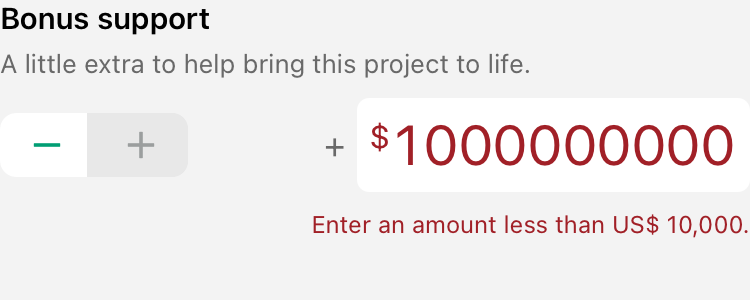 Bonus support
A little extra to help bring this project to life.
− + + $1000000000
Enter an amount less than US$ 10,000.